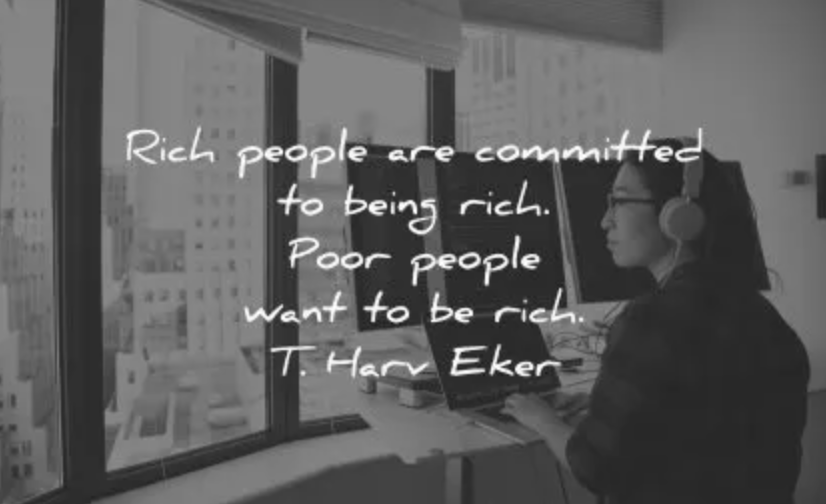 Rich people are committed
to being rich.
Poor people
want to be rich.
T. Harv Eker